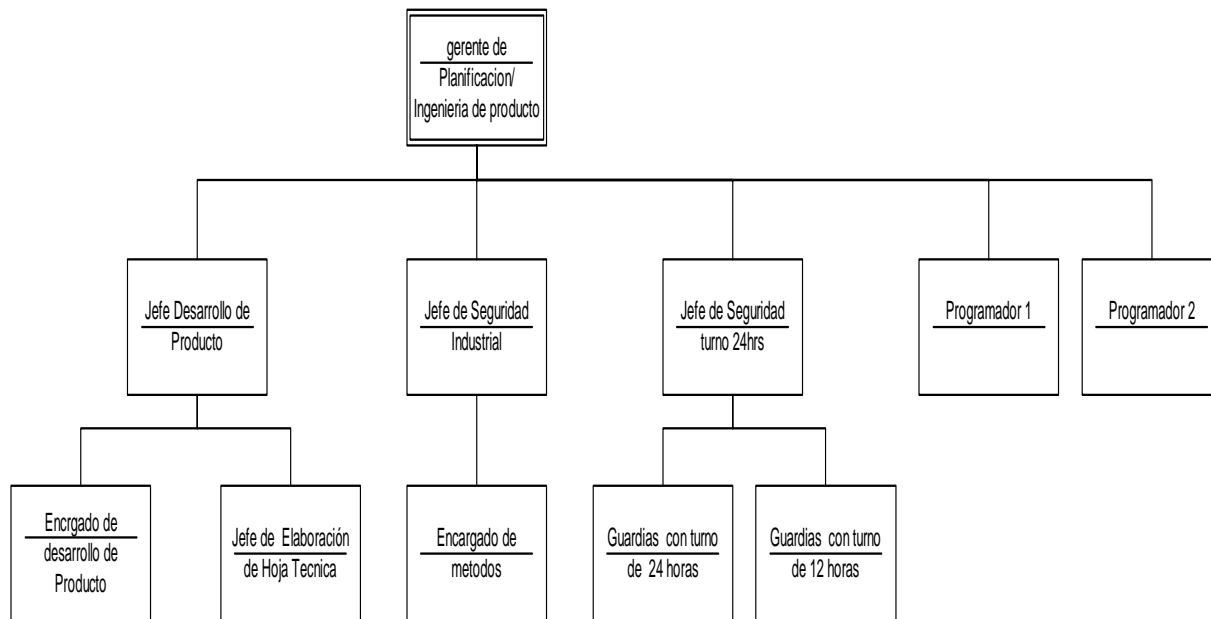 gerente de
Planificacion/
Ingenieria de producto
Jefe Desarrollo de
Producto
Jefe de Seguridad
Industrial
Jefe de Seguridad
turno 24hrs
Programador 1
Programador 2
Encrgado de
desarrollo de
Producto
Jefe de Elaboración
de Hoja Tecnica
Encargado de
metodos
Guardias con turno
de 24 horas
Guardias con turno
de 12 horas